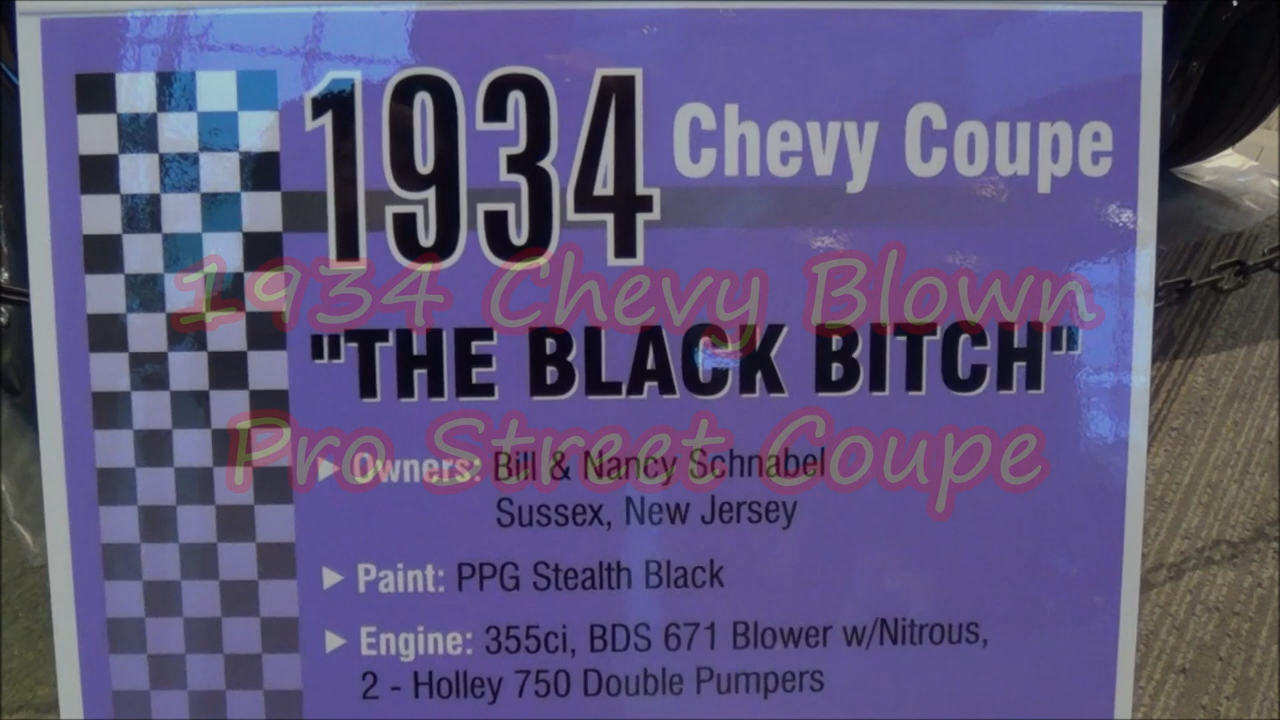 1934 Chevy Coupe
1934 Chevy Blown
"THE BLACK BITCH"
Pro Street Coupe
Owners: Bill & Nancy Schnabel
Sussex, New Jersey
Paint: PPG Stealth Black
Engine: 355ci, BDS 671 Blower w/Nitrous,
2 - Holley 750 Double Pumpers